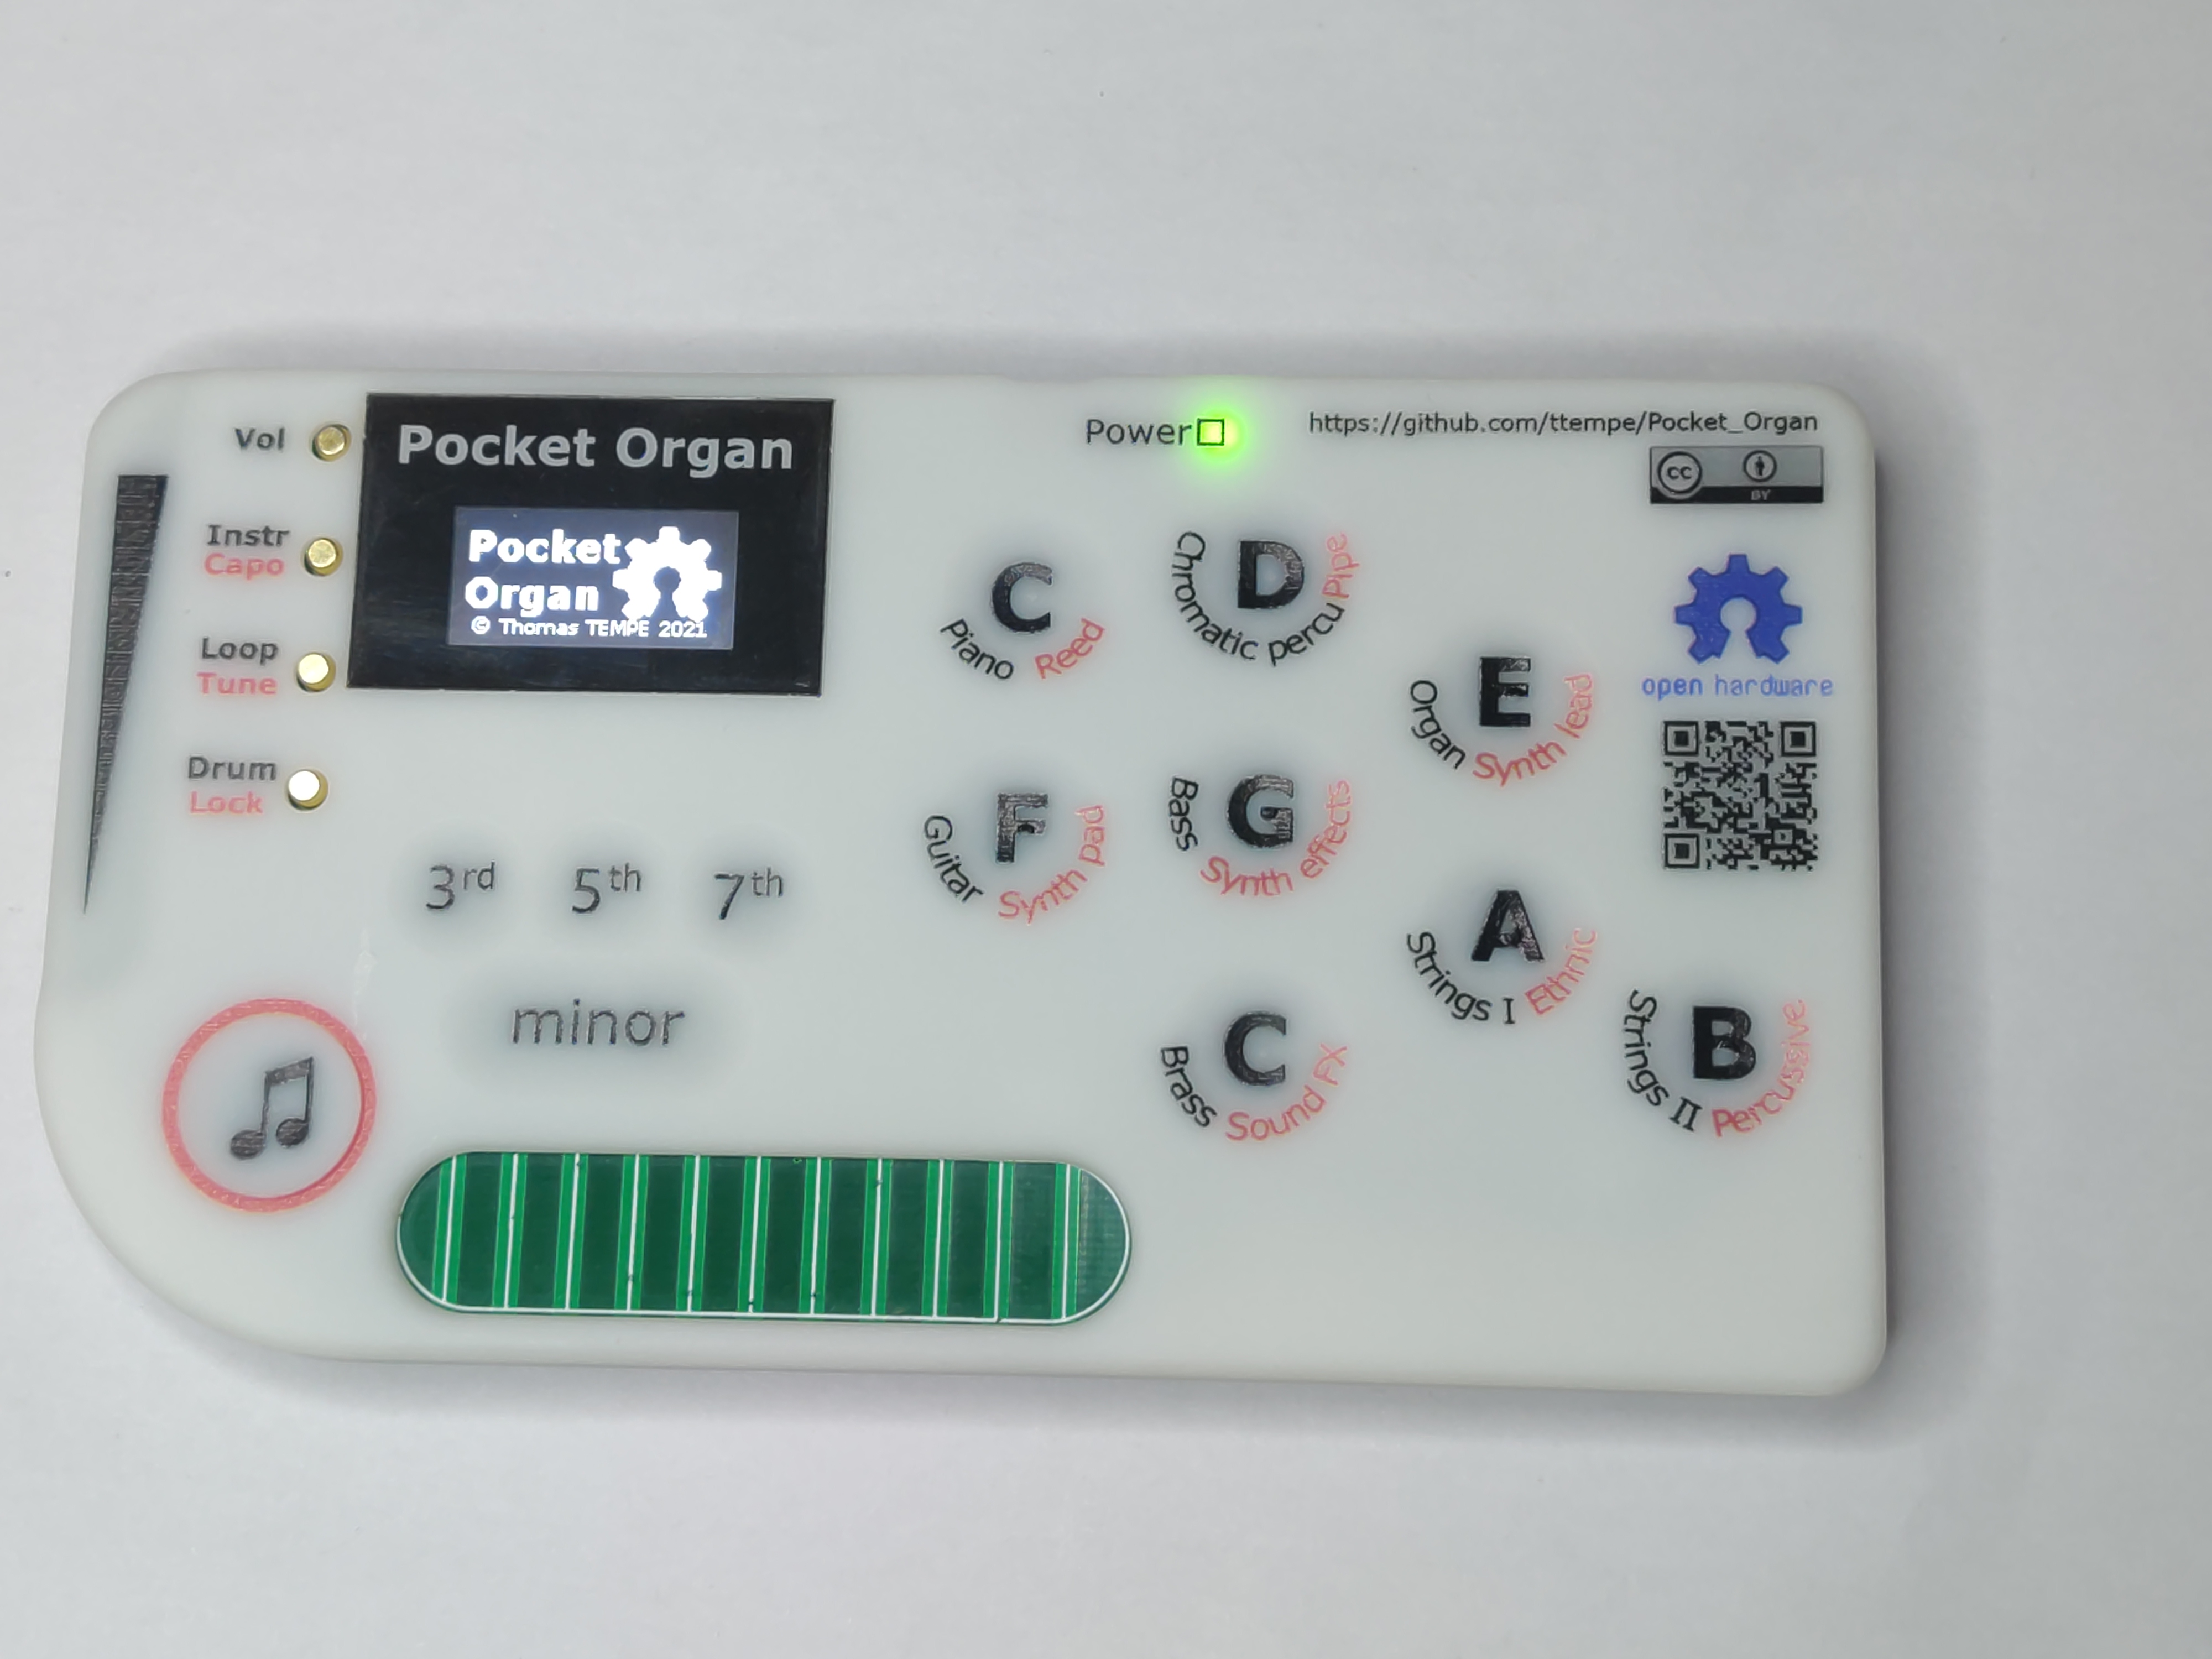 Vol
Instr
Capo
Loop
Tune
Drum
Lock
Pocket Organ
Pocket
Organ
© Thomas TEMPE 2021
Power
https://github.com/ttempe/Pocket_Organ
cc
BY
open hardware
C
Piano Reed
D
Chromatic percu Pipe
E
Organ Synth lead
F
Guitar Synth pad
G
Bass Synth effects
A
Strings I Ethnic
C
Brass Sound FX
B
Strings II Percussive
3rd 5th 7th
minor